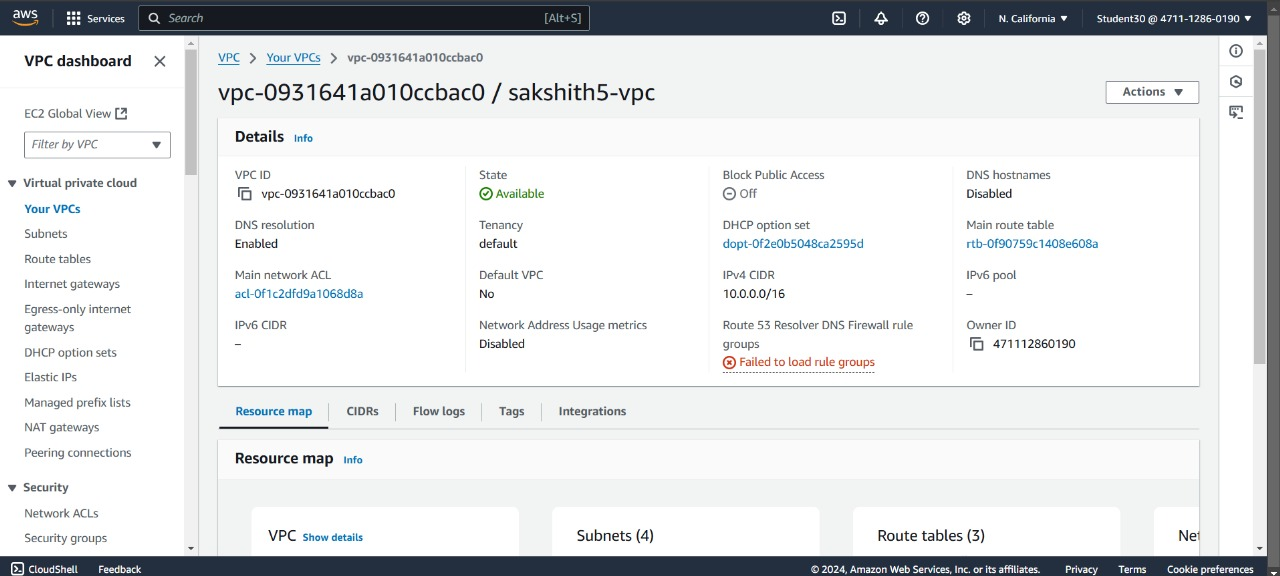 aws
Services
Search
[Alt+S]
N. California ▼
Student30 @ 4711-1286-0190 ▼
VPC dashboard
EC2 Global View
Filter by VPC
Virtual private cloud
Your VPCs
Subnets
Route tables
Internet gateways
Egress-only internet
gateways
DHCP option sets
Elastic IPs
Managed prefix lists
NAT gateways
Peering connections
Security
Network ACLs
Security groups
VPC > Your VPCs > vpc-0931641a010ccbac0
vpc-0931641a010ccbac0 / sakshith5-vpc
Actions ▼
Details Info
VPC ID
vpc-0931641a010ccbac0
State
Available
Block Public Access
Off
DNS hostnames
Disabled
DNS resolution
Enabled
Tenancy
default
DHCP option set
dopt-0f2e0b5048ca2595d
Main route table
rtb-0f90759c1408e608a
Main network ACL
acl-0f1c2dfd9a1068d8a
Default VPC
No
IPv4 CIDR
10.0.0.0/16
IPv6 pool
–
IPv6 CIDR
–
Network Address Usage metrics
Disabled
Route 53 Resolver DNS Firewall rule
groups
Failed to load rule groups
Owner ID
471112860190
Resource map
CIDRs
Flow logs
Tags
Integrations
Resource map Info
VPC Show details
Subnets (4)
Route tables (3)
CloudShell
Feedback
© 2024, Amazon Web Services, Inc. or its affiliates.
Privacy
Terms
Cookie preferences